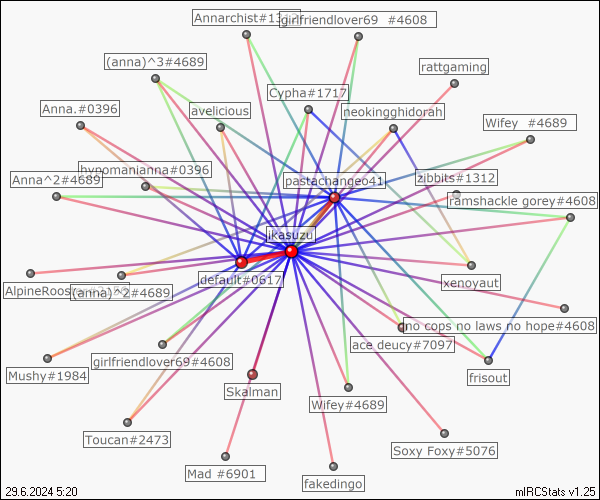 Annarchist#13
girlfriendlover69 #4608
(anna)^3#4689
rattgaming
Cypha#1717
Anna.#0396
avelicious
neokingghidorah
Wifey #4689
hypomanianna#0396
Anna^2#4689
zibbits#1312
pastachange641
ramshackle gorey#4608
ikasuzu
default#0617
xenoyaut
(anna)^2#4689
no cops no laws no hope#4608
ace deucy#7097
girlfriendlover69#4608
Mushy#1984
frisout
Skalman
Wifey#4689
Toucan#2473
Soxy Foxy#5076
Mad #6901
fakedingo
29.6.2024 5:20
mIRCStats v1.25